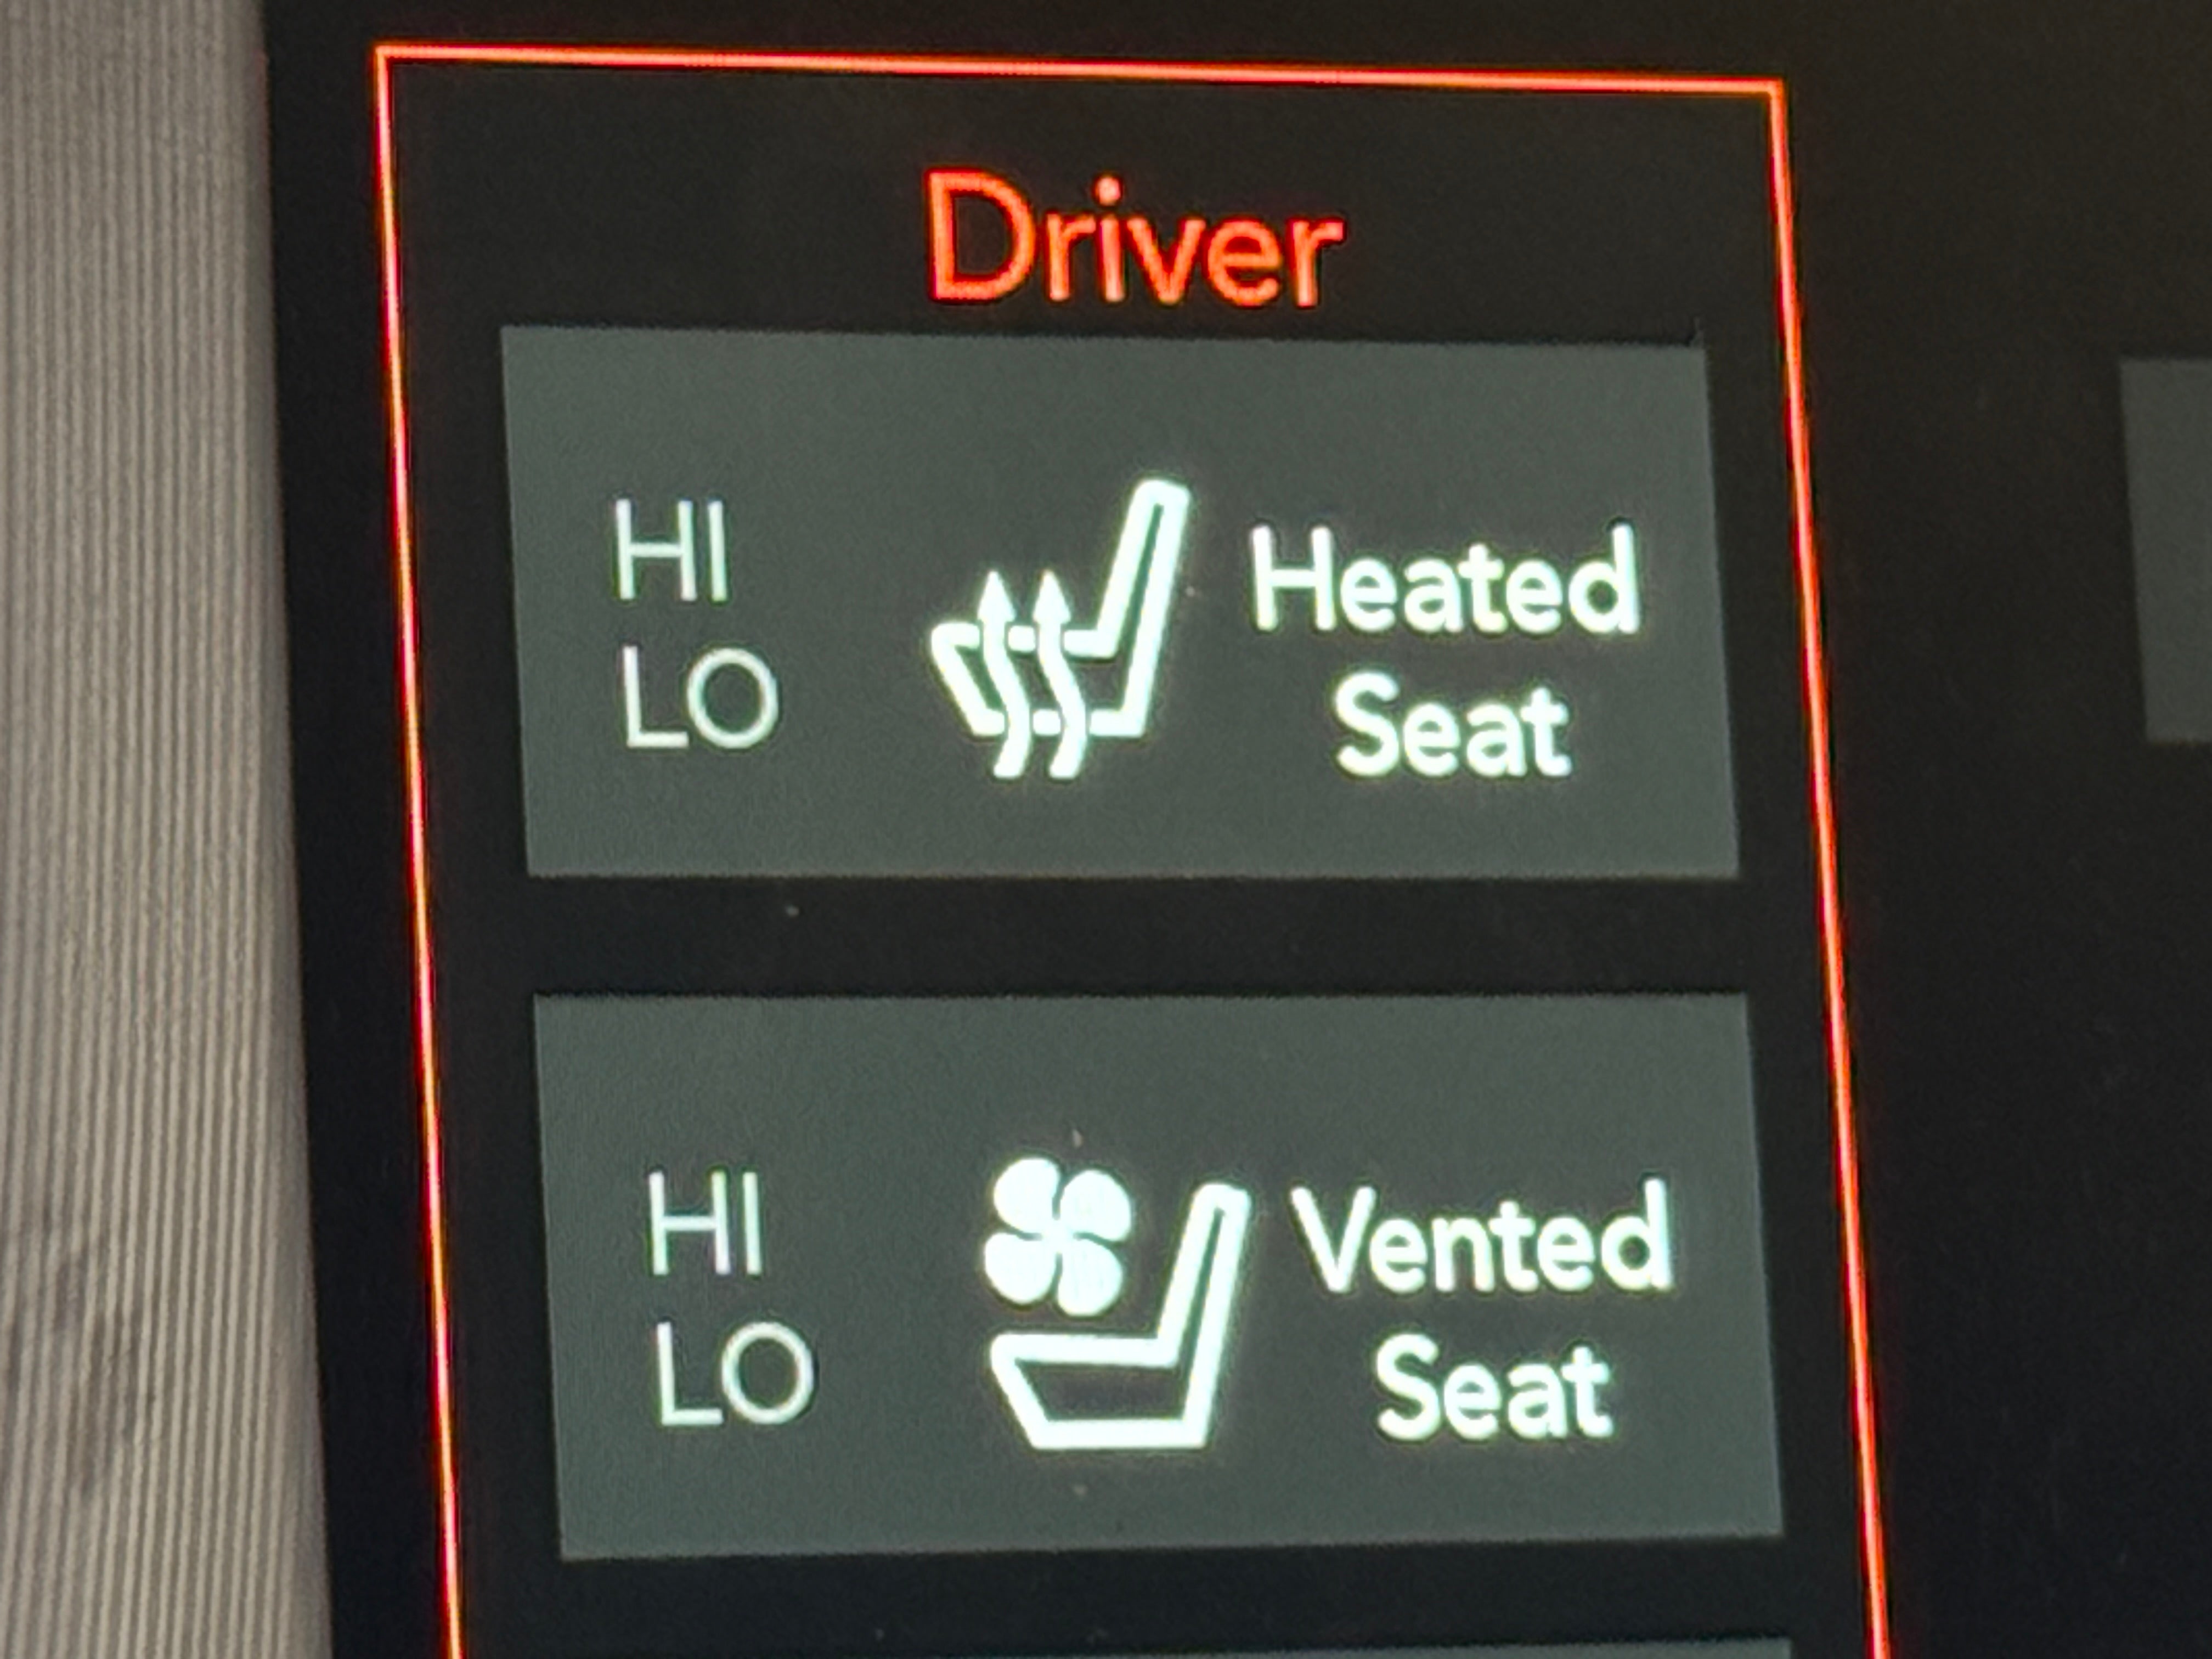 Driver
HI
LO
Heated
Seat
HI
LO
Vented
Seat